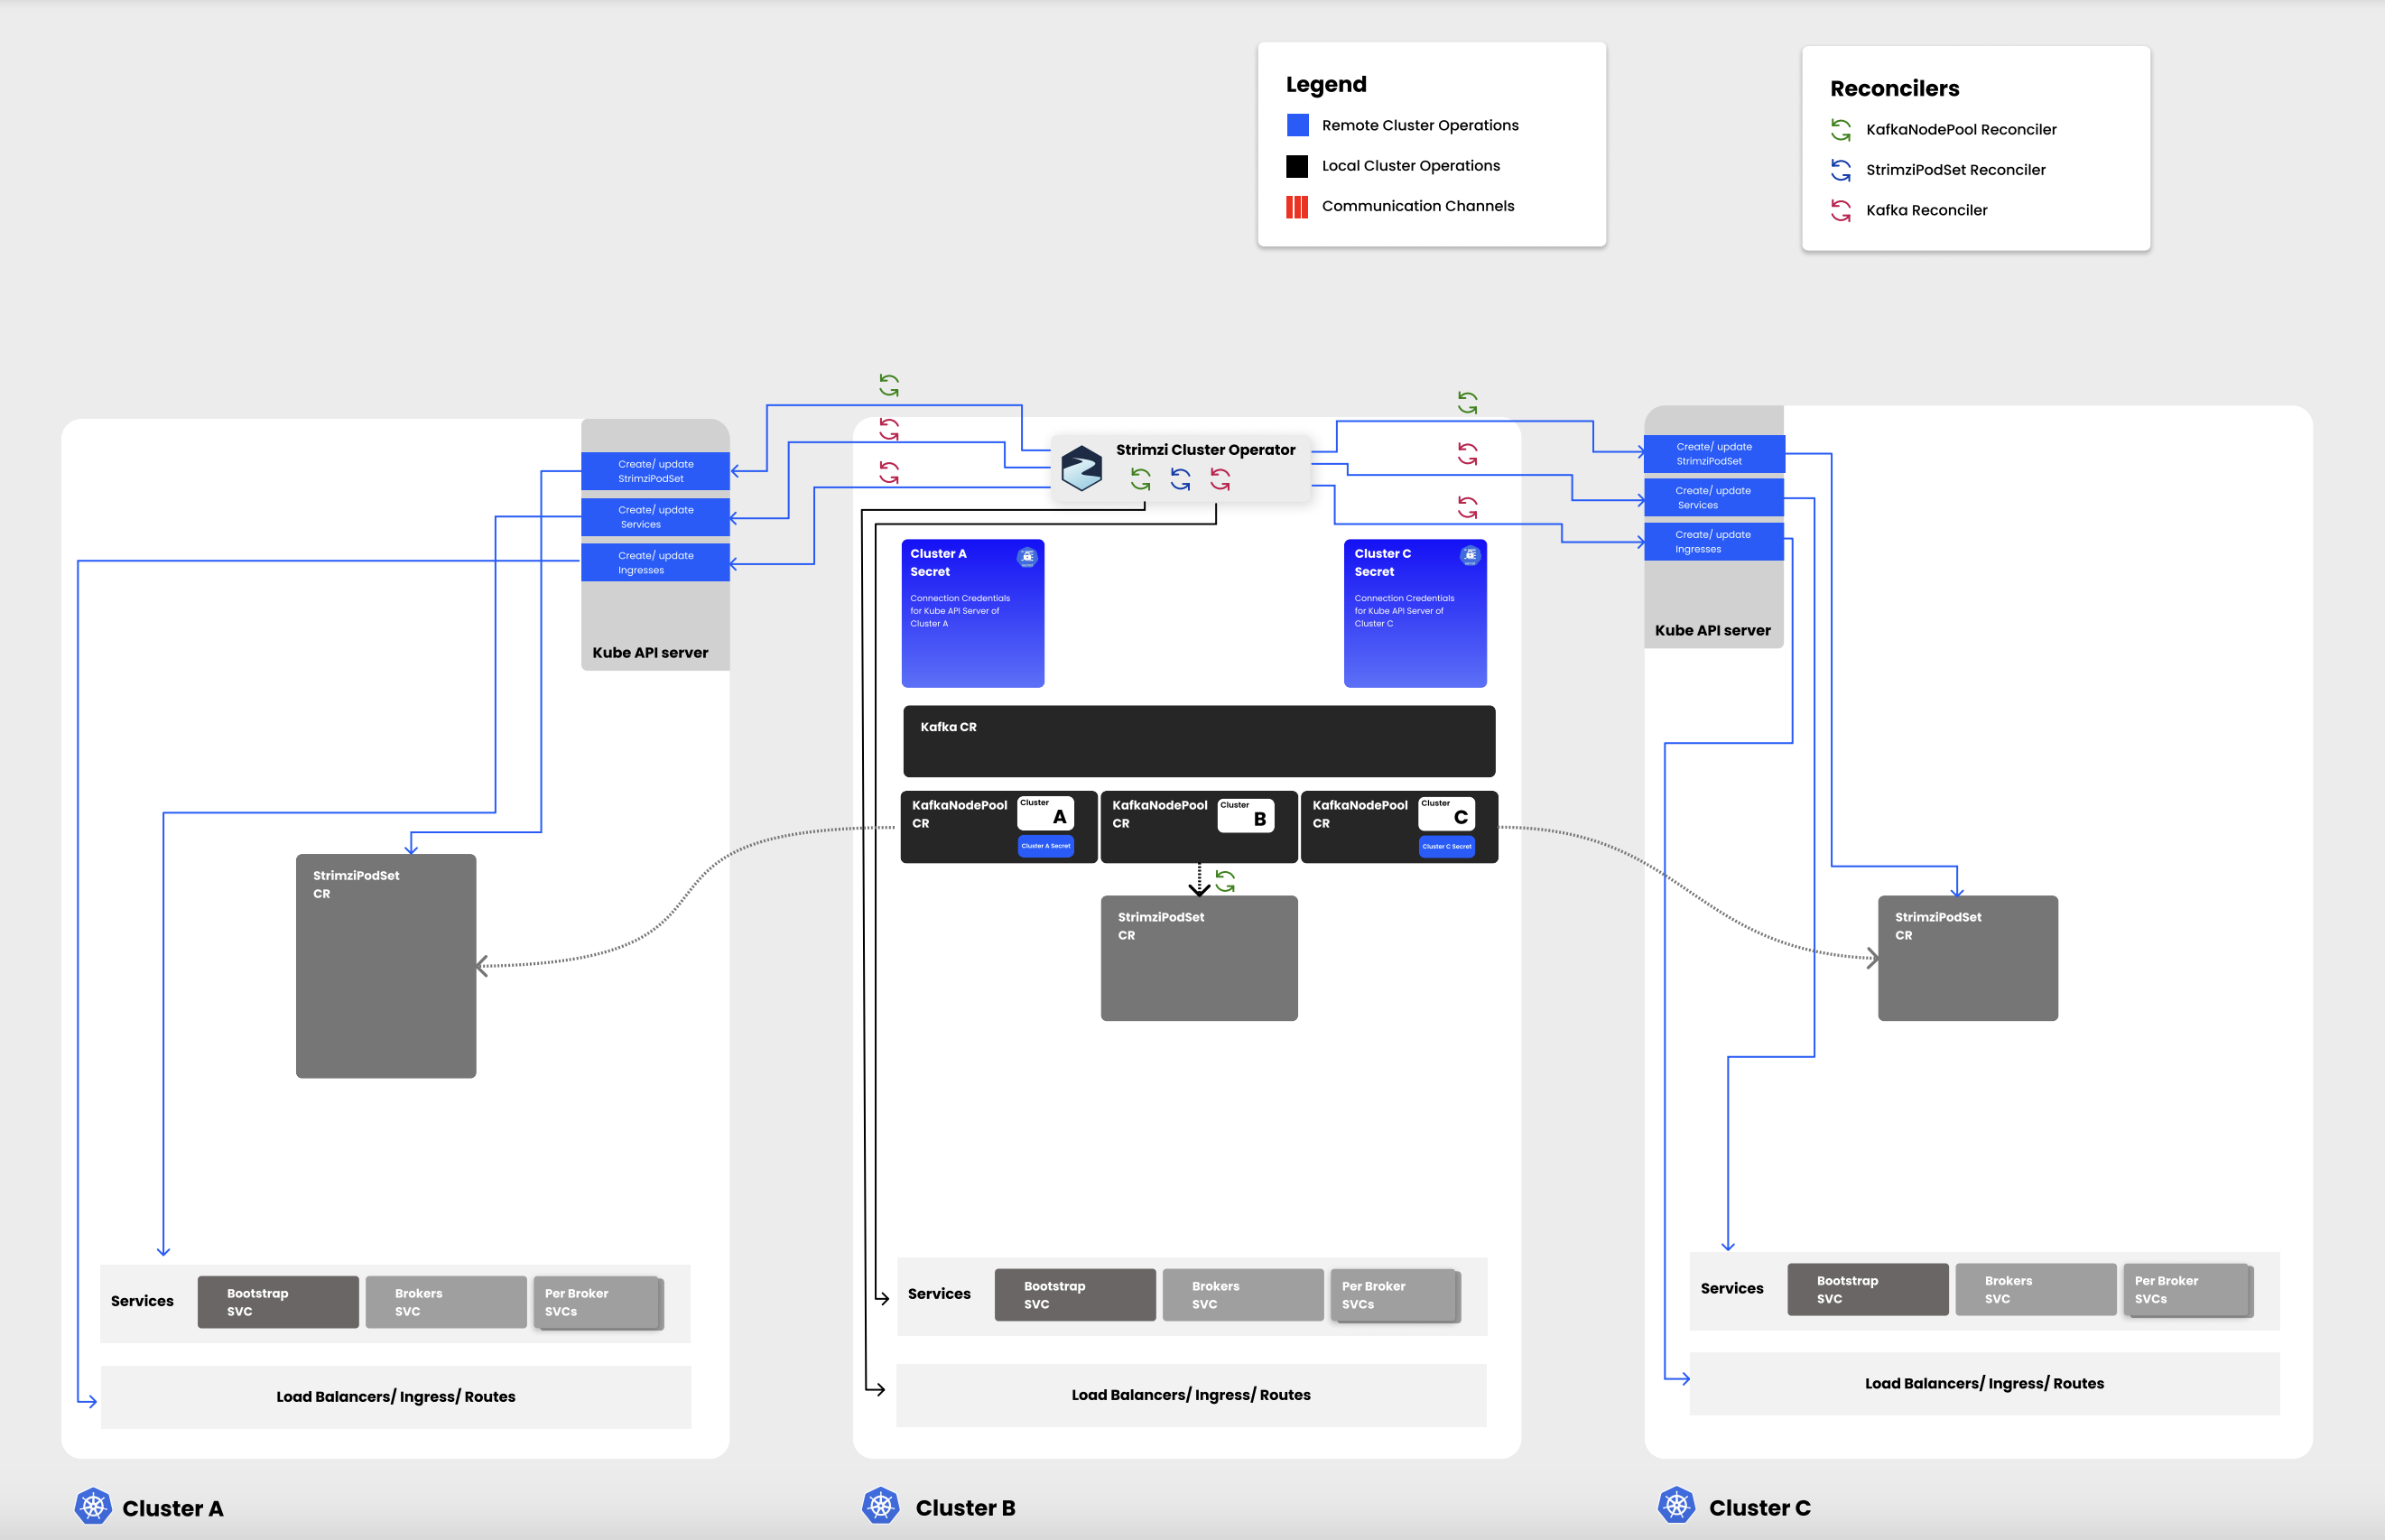 Legend
Remote Cluster Operations
Local Cluster Operations
Communication Channels
Reconcilers
KafkaNodePool Reconciler
StrimziPodSet Reconciler
Kafka Reconciler
Create/ update
StrimziPodSet
Create/ update
Services
Create/ update
Ingresses
Kube API server
StrimziPodSet
CR
Services
Bootstrap
SVC
Brokers
SVC
Per Broker
SVCs
Load Balancers/ Ingress/ Routes
Cluster A
Strimzi Cluster Operator
Cluster A
Secret
Connection Credentials
for Kube API Server of
Cluster A
Cluster C
Secret
Connection Credentials
for Kube API Server of
Cluster C
Kafka CR
KafkaNodePool
CR
Cluster
A
Cluster A Secret
KafkaNodePool
CR
Cluster
B
KafkaNodePool
CR
Cluster
C
Cluster C Secret
StrimziPodSet
CR
Services
Bootstrap
SVC
Brokers
SVC
Per Broker
SVCs
Load Balancers/ Ingress/ Routes
Cluster B
Create/ update
StrimziPodSet
Create/ update
Services
Create/ update
Ingresses
Kube API server
StrimziPodSet
CR
Services
Bootstrap
SVC
Brokers
SVC
Per Broker
SVCs
Load Balancers/ Ingress/ Routes
Cluster C